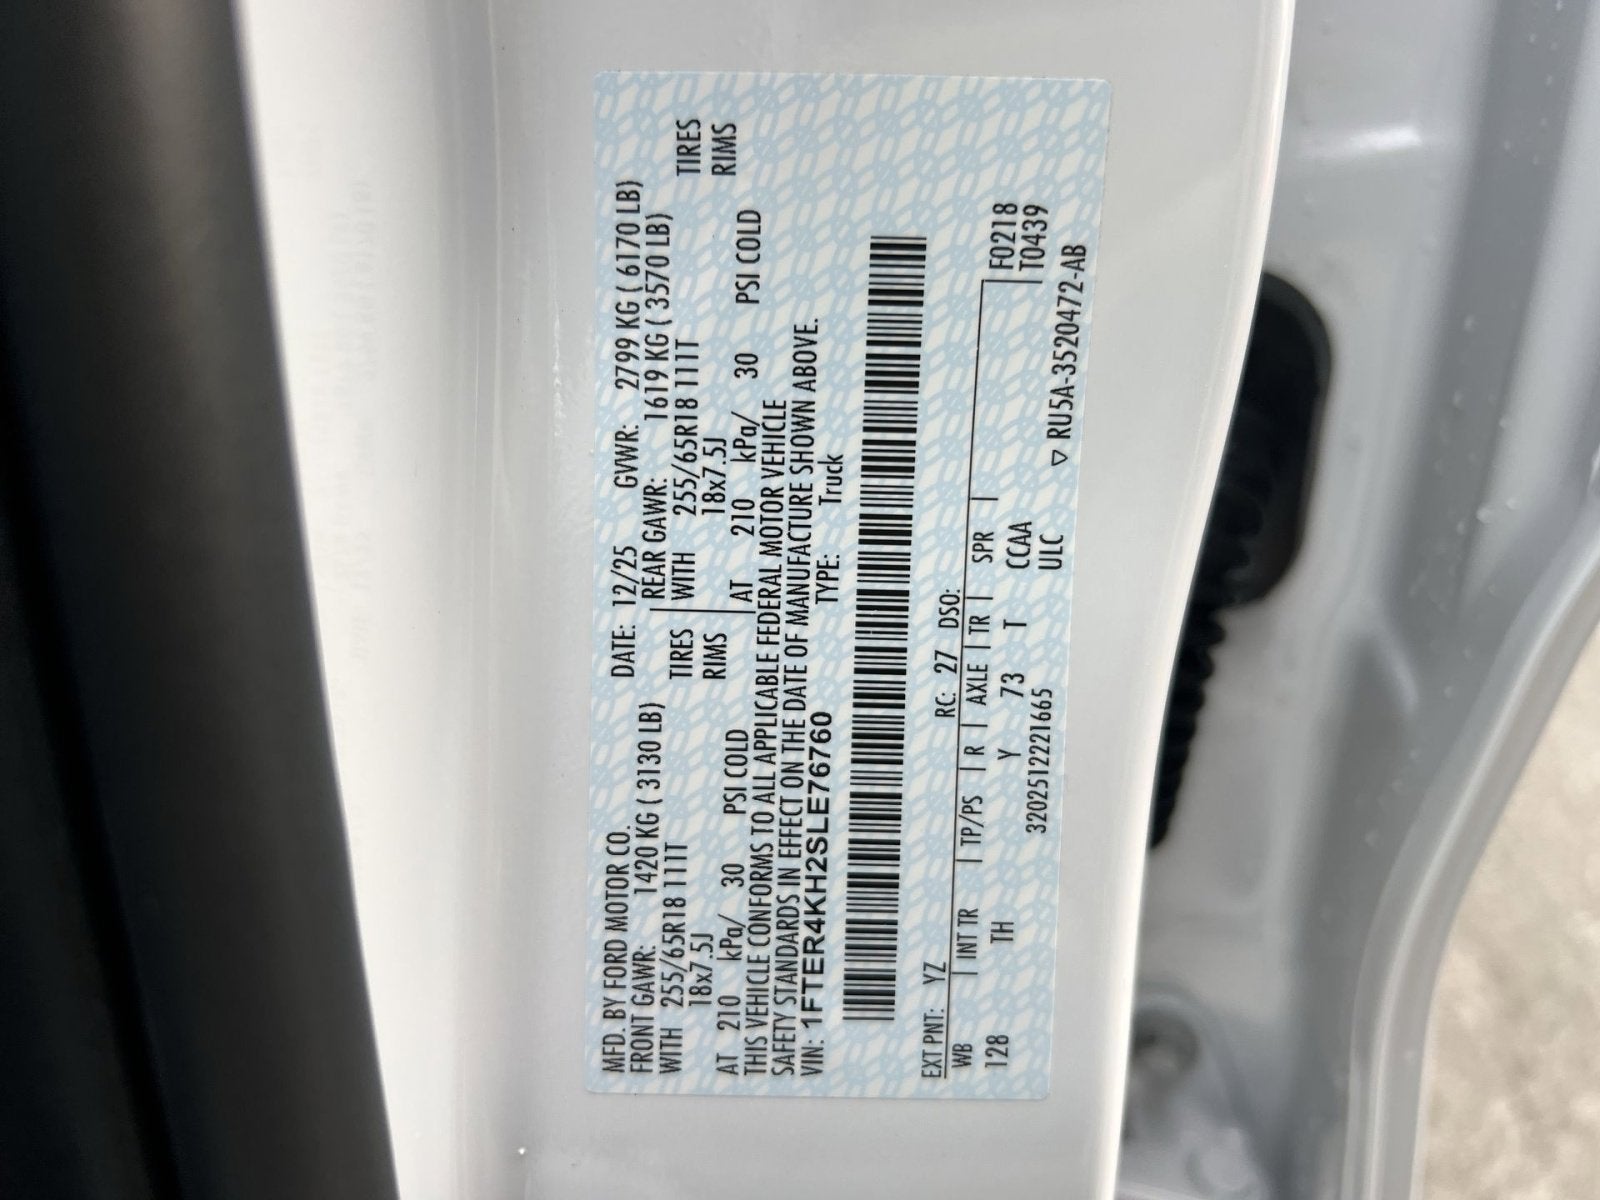 MFD. BY FORD MOTOR CO.
DATE: 12/25 GVWR: 2799 KG ( 6170 LB)
FRONT GAWR: 1420 KG ( 3130 LB) REAR GAWR: 1619 KG ( 3570 LB)
WITH 255/65R18 111T TIRES WITH 255/65R18 111T TIRES
18x7.5J RIMS 18x7.5J RIMS
AT 210 kPa/ 30 PSI COLD AT 210 kPa/ 30 PSI COLD
THIS VEHICLE CONFORMS TO ALL APPLICABLE FEDERAL MOTOR VEHICLE
SAFETY STANDARDS IN EFFECT ON THE DATE OF MANUFACTURE SHOWN ABOVE.
VIN: 1FTER4KH2SLE76760 TYPE: Truck
EXT PNT: YZ RC: 27 DSO:
WB | INT TR | TP/PS | R | AXLE | TR | SPR | F0218
128 TH Y 73 T CCAA T0439
ULC
3202512221665 ▽ RU5A-3520472-AB